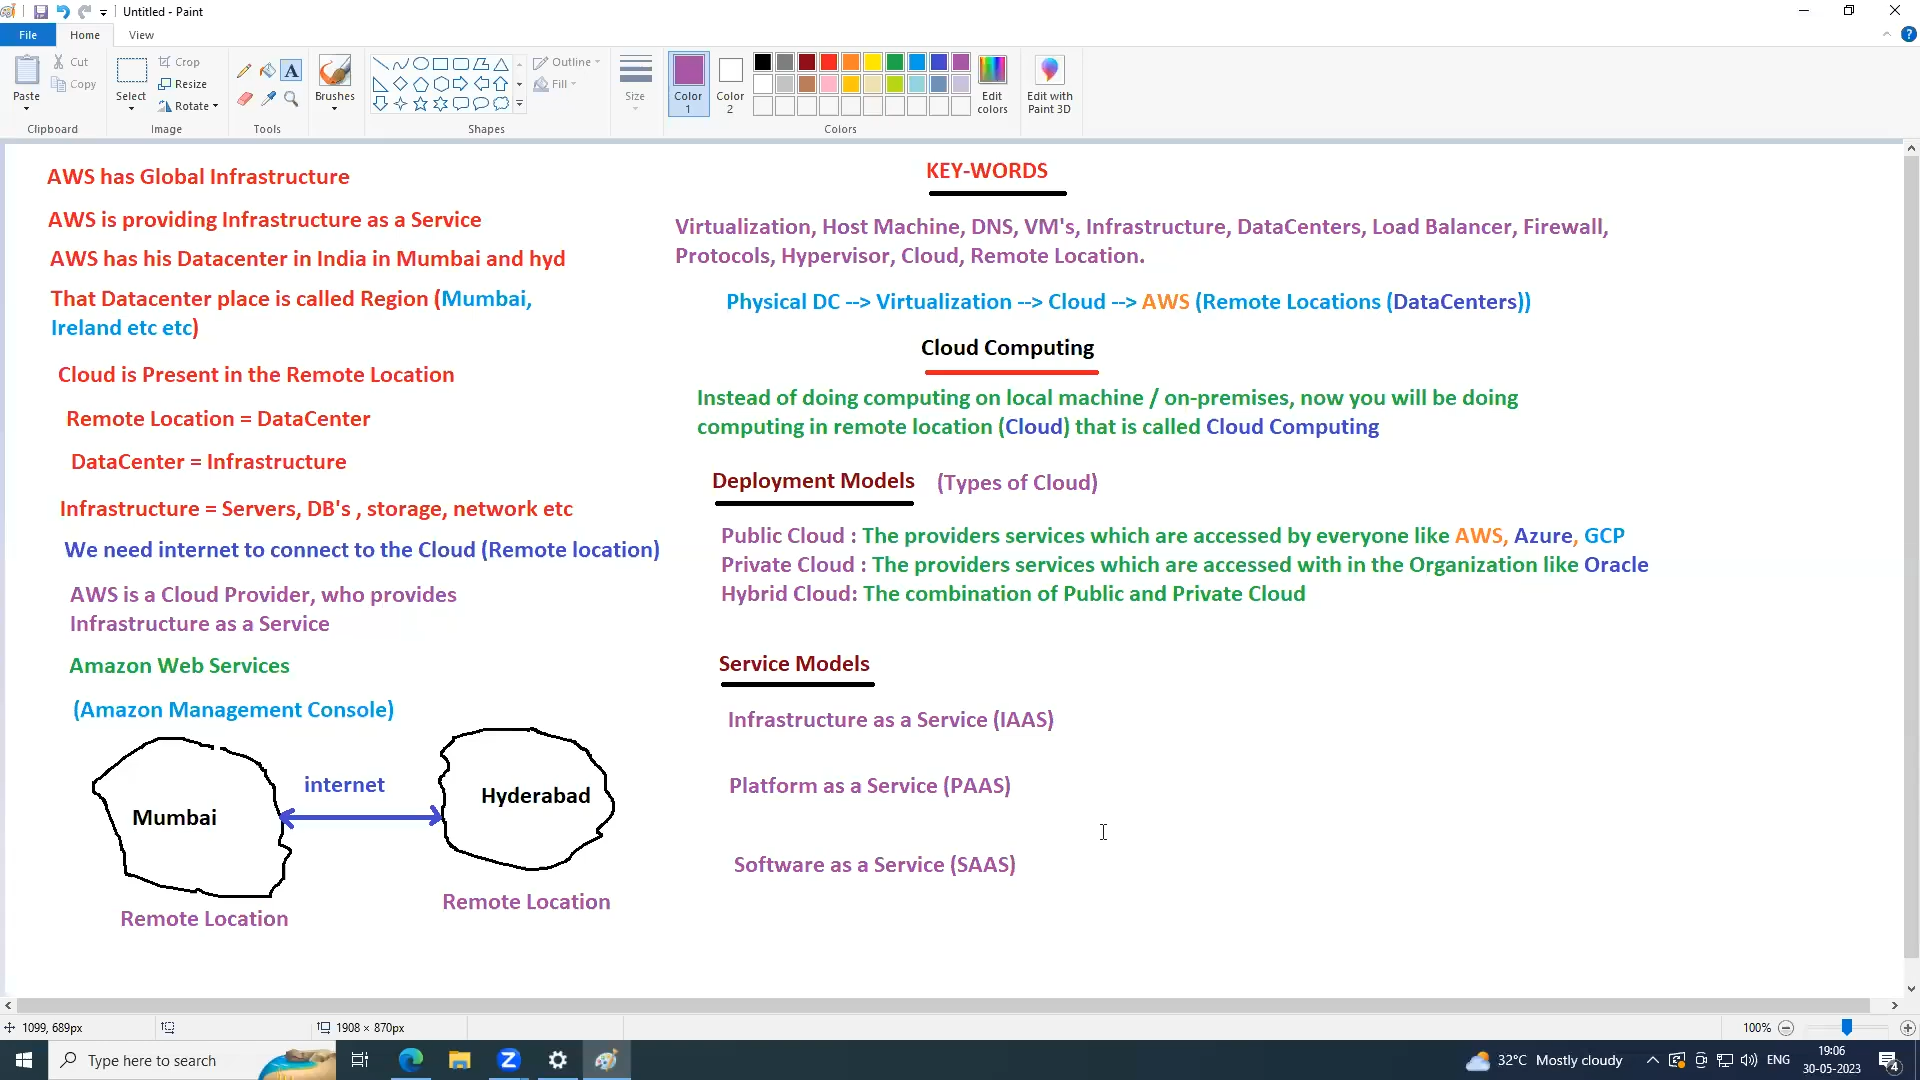 Untitled - Paint
File Home View
Paste
Cut
Copy
Clipboard
Select
Crop
Resize
Rotate
Image
Tools
Brushes
Shapes
Outline
Fill
Size
Color 1
Color 2
Colors
Edit colors
Edit with Paint 3D
AWS has Global Infrastructure
AWS is providing Infrastructure as a Service
AWS has his Datacenter in India in Mumbai and hyd
That Datacenter place is called Region (Mumbai,
Ireland etc etc)
Cloud is Present in the Remote Location
Remote Location = DataCenter
DataCenter = Infrastructure
Infrastructure = Servers, DB's , storage, network etc
We need internet to connect to the Cloud (Remote location)
AWS is a Cloud Provider, who provides
Infrastructure as a Service
Amazon Web Services
(Amazon Management Console)
Mumbai
internet
Hyderabad
Remote Location
Remote Location
KEY-WORDS
Virtualization, Host Machine, DNS, VM's, Infrastructure, DataCenters, Load Balancer, Firewall,
Protocols, Hypervisor, Cloud, Remote Location.
Physical DC --> Virtualization --> Cloud --> AWS (Remote Locations (DataCenters))
Cloud Computing
Instead of doing computing on local machine / on-premises, now you will be doing
computing in remote location (Cloud) that is called Cloud Computing
Deployment Models (Types of Cloud)
Public Cloud : The providers services which are accessed by everyone like AWS, Azure, GCP
Private Cloud : The providers services which are accessed with in the Organization like Oracle
Hybrid Cloud: The combination of Public and Private Cloud
Service Models
Infrastructure as a Service (IAAS)
Platform as a Service (PAAS)
Software as a Service (SAAS)
1099, 689px
1908 × 870px
100%
Type here to search
32°C Mostly cloudy
ENG
19:06
30-05-2023
4